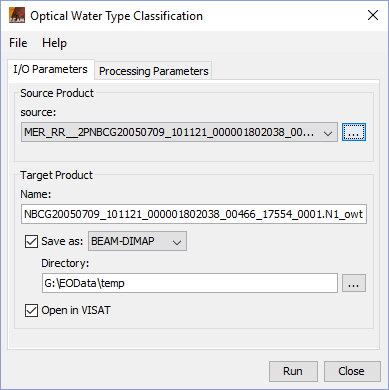 BEAM
Optical Water Type Classification
File Help
I/O Parameters Processing Parameters
Source Product
source:
MER_RR__2PNBCG20050709_101121_000001802038_00... ...
Target Product
Name:
NBCG20050709_101121_000001802038_00466_17554_0001.N1_owt
Save as: BEAM-DIMAP
Directory:
G:\EOData\temp ...
Open in VISAT
Run Close